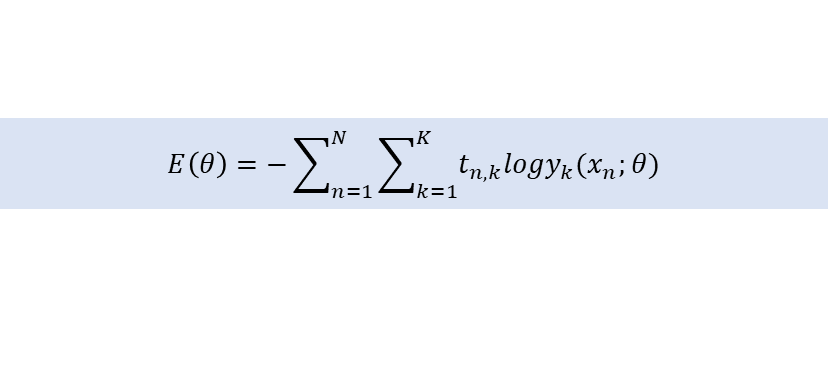 E(θ) = −∑_{n=1}^{N} ∑_{k=1}^{K} t_{n,k} logy_k(x_n; θ)